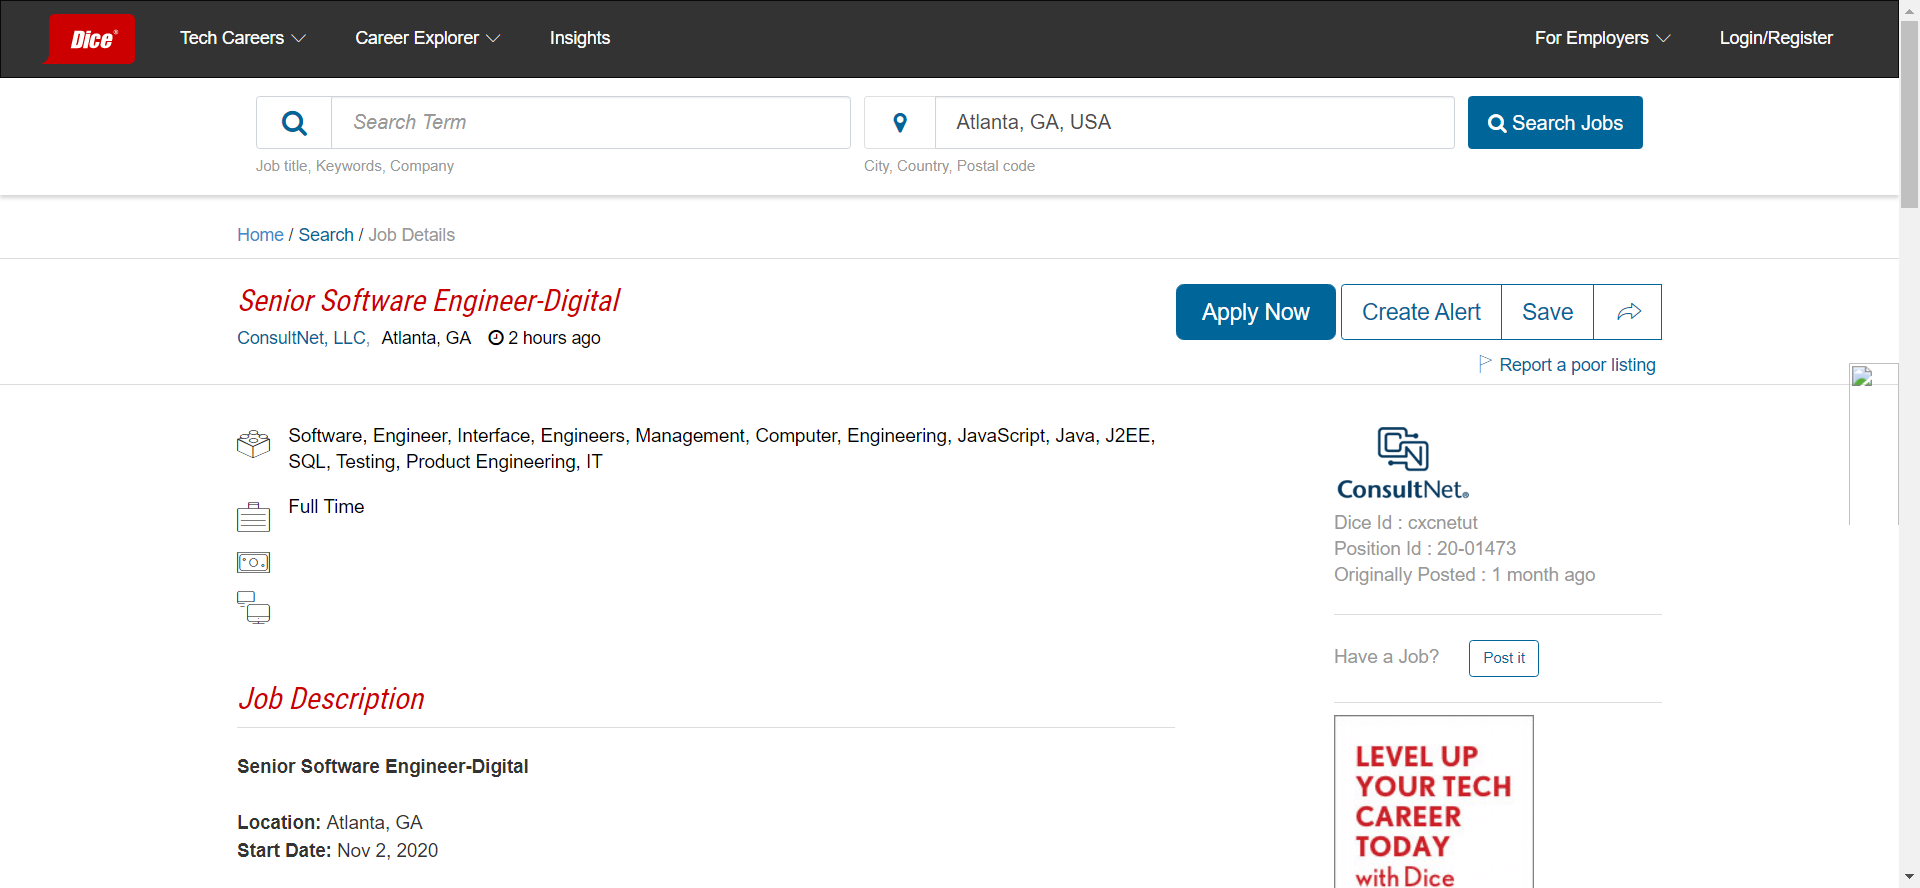 Dice®
Tech Careers
Career Explorer
Insights
For Employers
Login/Register
Search Term
Atlanta, GA, USA
Search Jobs
Job title, Keywords, Company
City, Country, Postal code
Home / Search / Job Details
Senior Software Engineer-Digital
ConsultNet, LLC, Atlanta, GA 2 hours ago
Apply Now
Create Alert
Save
Report a poor listing
Software, Engineer, Interface, Engineers, Management, Computer, Engineering, JavaScript, Java, J2EE,
SQL, Testing, Product Engineering, IT
Full Time
CN
ConsultNet®
Dice Id : cxcnetut
Position Id : 20-01473
Originally Posted : 1 month ago
Have a Job?
Post it
Job Description
Senior Software Engineer-Digital
Location: Atlanta, GA
Start Date: Nov 2, 2020
LEVEL UP
YOUR TECH
CAREER
TODAY
with Dice